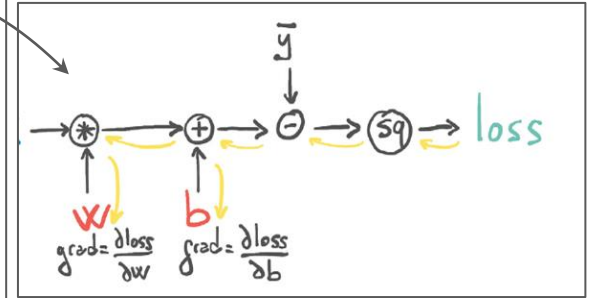 ȳ
* + - sq loss
w b
grad = ∂loss/∂w grad = ∂loss/∂b